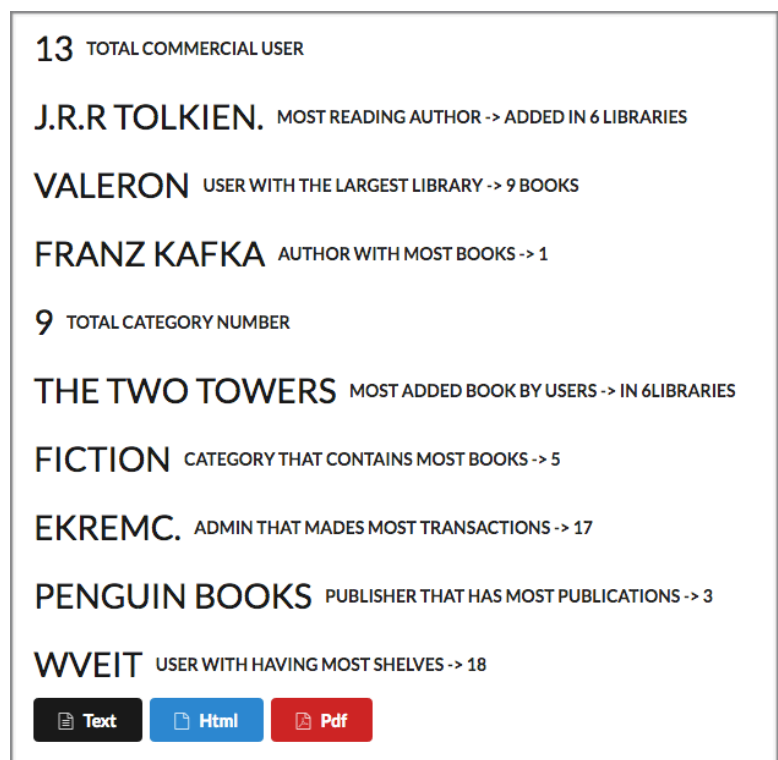 13 TOTAL COMMERCIAL USER
J.R.R TOLKIEN. MOST READING AUTHOR -> ADDED IN 6 LIBRARIES
VALERON USER WITH THE LARGEST LIBRARY -> 9 BOOKS
FRANZ KAFKA AUTHOR WITH MOST BOOKS -> 1
9 TOTAL CATEGORY NUMBER
THE TWO TOWERS MOST ADDED BOOK BY USERS -> IN 6LIBRARIES
FICTION CATEGORY THAT CONTAINS MOST BOOKS -> 5
EKREMC. ADMIN THAT MADES MOST TRANSACTIONS -> 17
PENGUIN BOOKS PUBLISHER THAT HAS MOST PUBLICATIONS -> 3
WVEIT USER WITH HAVING MOST SHELVES -> 18
Text Html Pdf